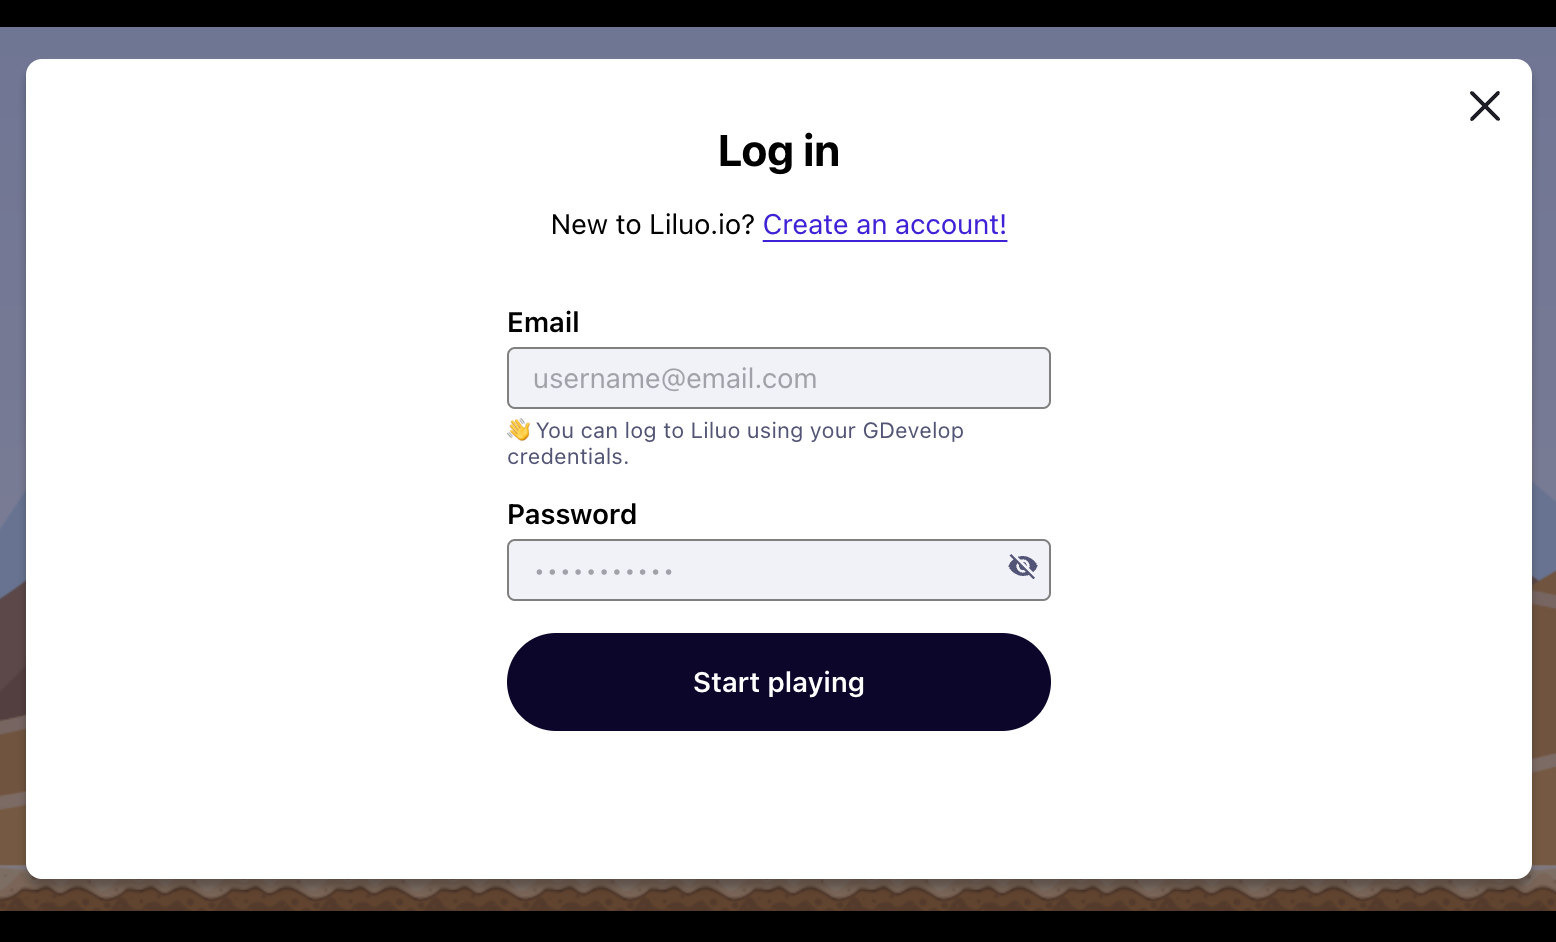 Log in
New to Liluo.io? Create an account!
Email
username@email.com
👋 You can log to Liluo using your GDevelop
credentials.
Password
Start playing